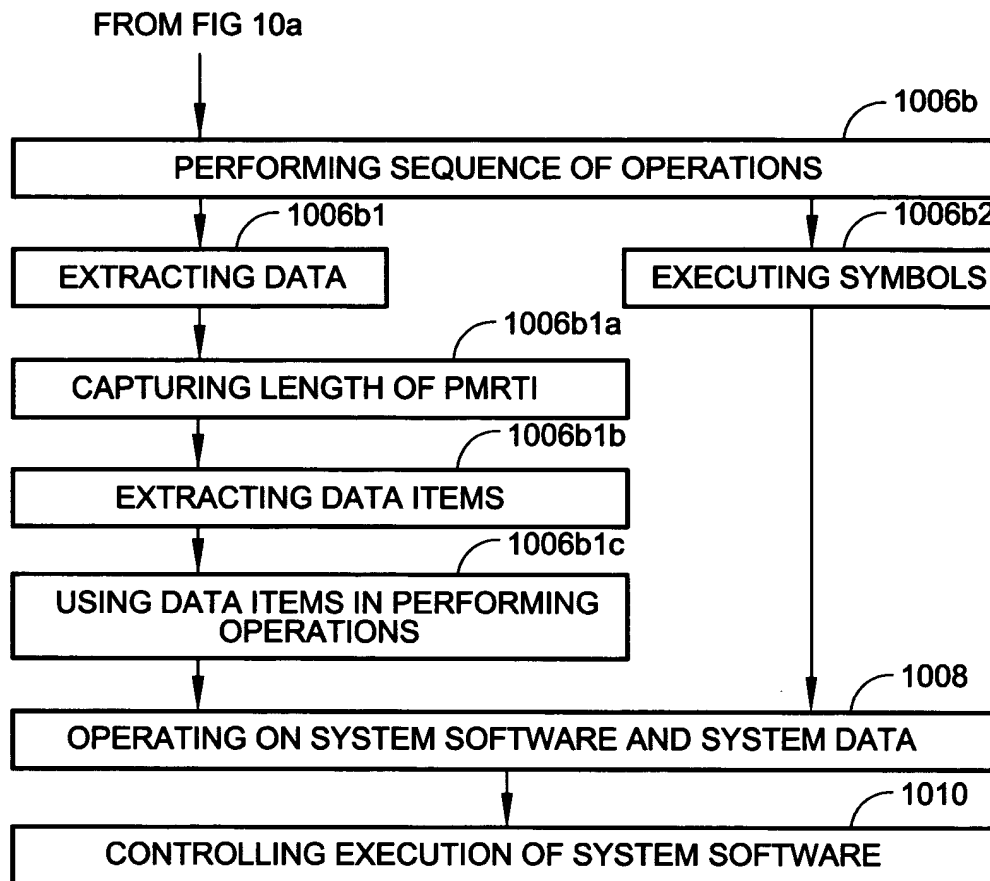 FROM FIG 10a
1006b
PERFORMING SEQUENCE OF OPERATIONS
1006b1
1006b2
EXTRACTING DATA
EXECUTING SYMBOLS
1006b1a
CAPTURING LENGTH OF PMRTI
1006b1b
EXTRACTING DATA ITEMS
1006b1c
USING DATA ITEMS IN PERFORMING
OPERATIONS
1008
OPERATING ON SYSTEM SOFTWARE AND SYSTEM DATA
1010
CONTROLLING EXECUTION OF SYSTEM SOFTWARE